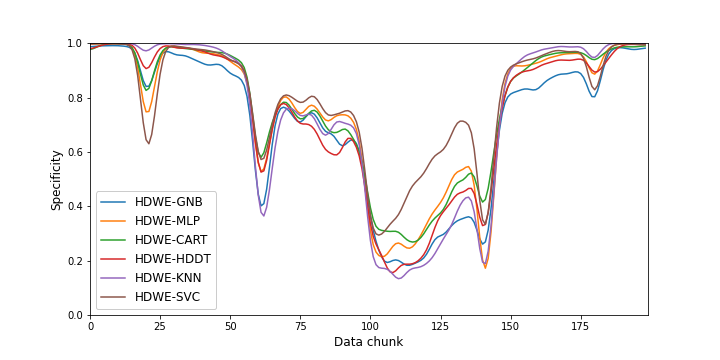 1.0
0.8
0.6
0.4
0.2
0.0
Specificity
HDWE-GNB
HDWE-MLP
HDWE-CART
HDWE-HDDT
HDWE-KNN
HDWE-SVC
0 25 50 75 100 125 150 175
Data chunk